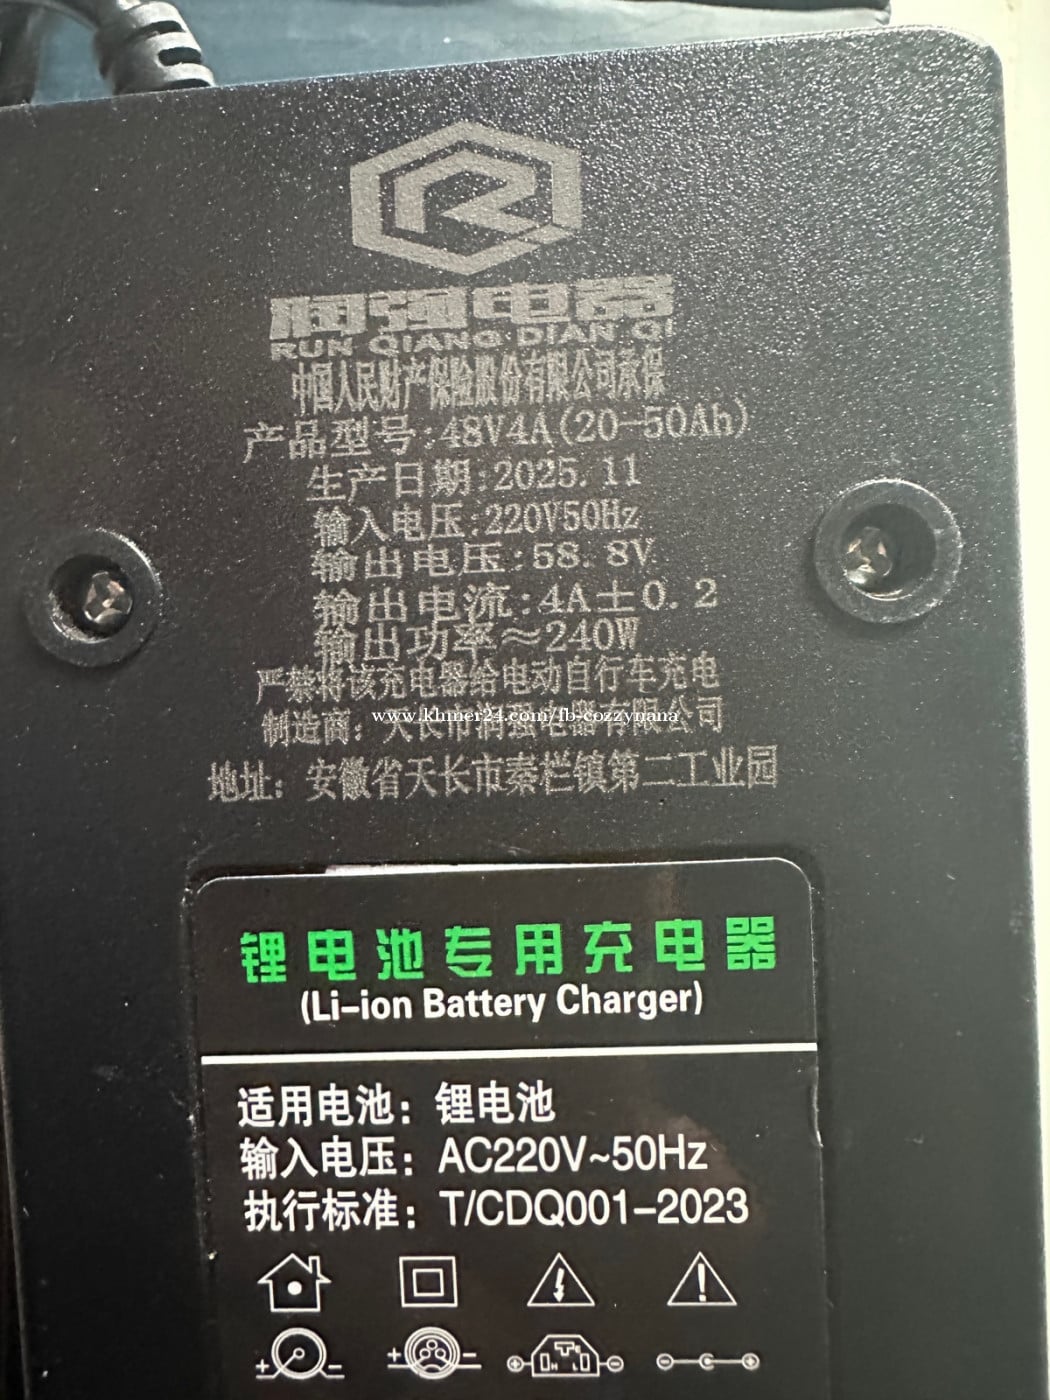 润强电器
RUN QIANG DIAN QI
中国人民财产保险股份有限公司承保
产品型号:48V4A(20-50Ah)
生产日期:2025.11
输入电压:220V50Hz
输出电压:58.8V
输出电流:4A±0.2
输出功率～240W
严禁将该充电器给电动自行车充电
www.khmer24.com/fb-cozzynana
制造商：天长市润强电器有限公司
地址：安徽省天长市秦栏镇第二工业园
锂电池专用充电器
(Li-ion Battery Charger)
适用电池：锂电池
输入电压：AC220V~50Hz
执行标准：T/CDQ001-2023